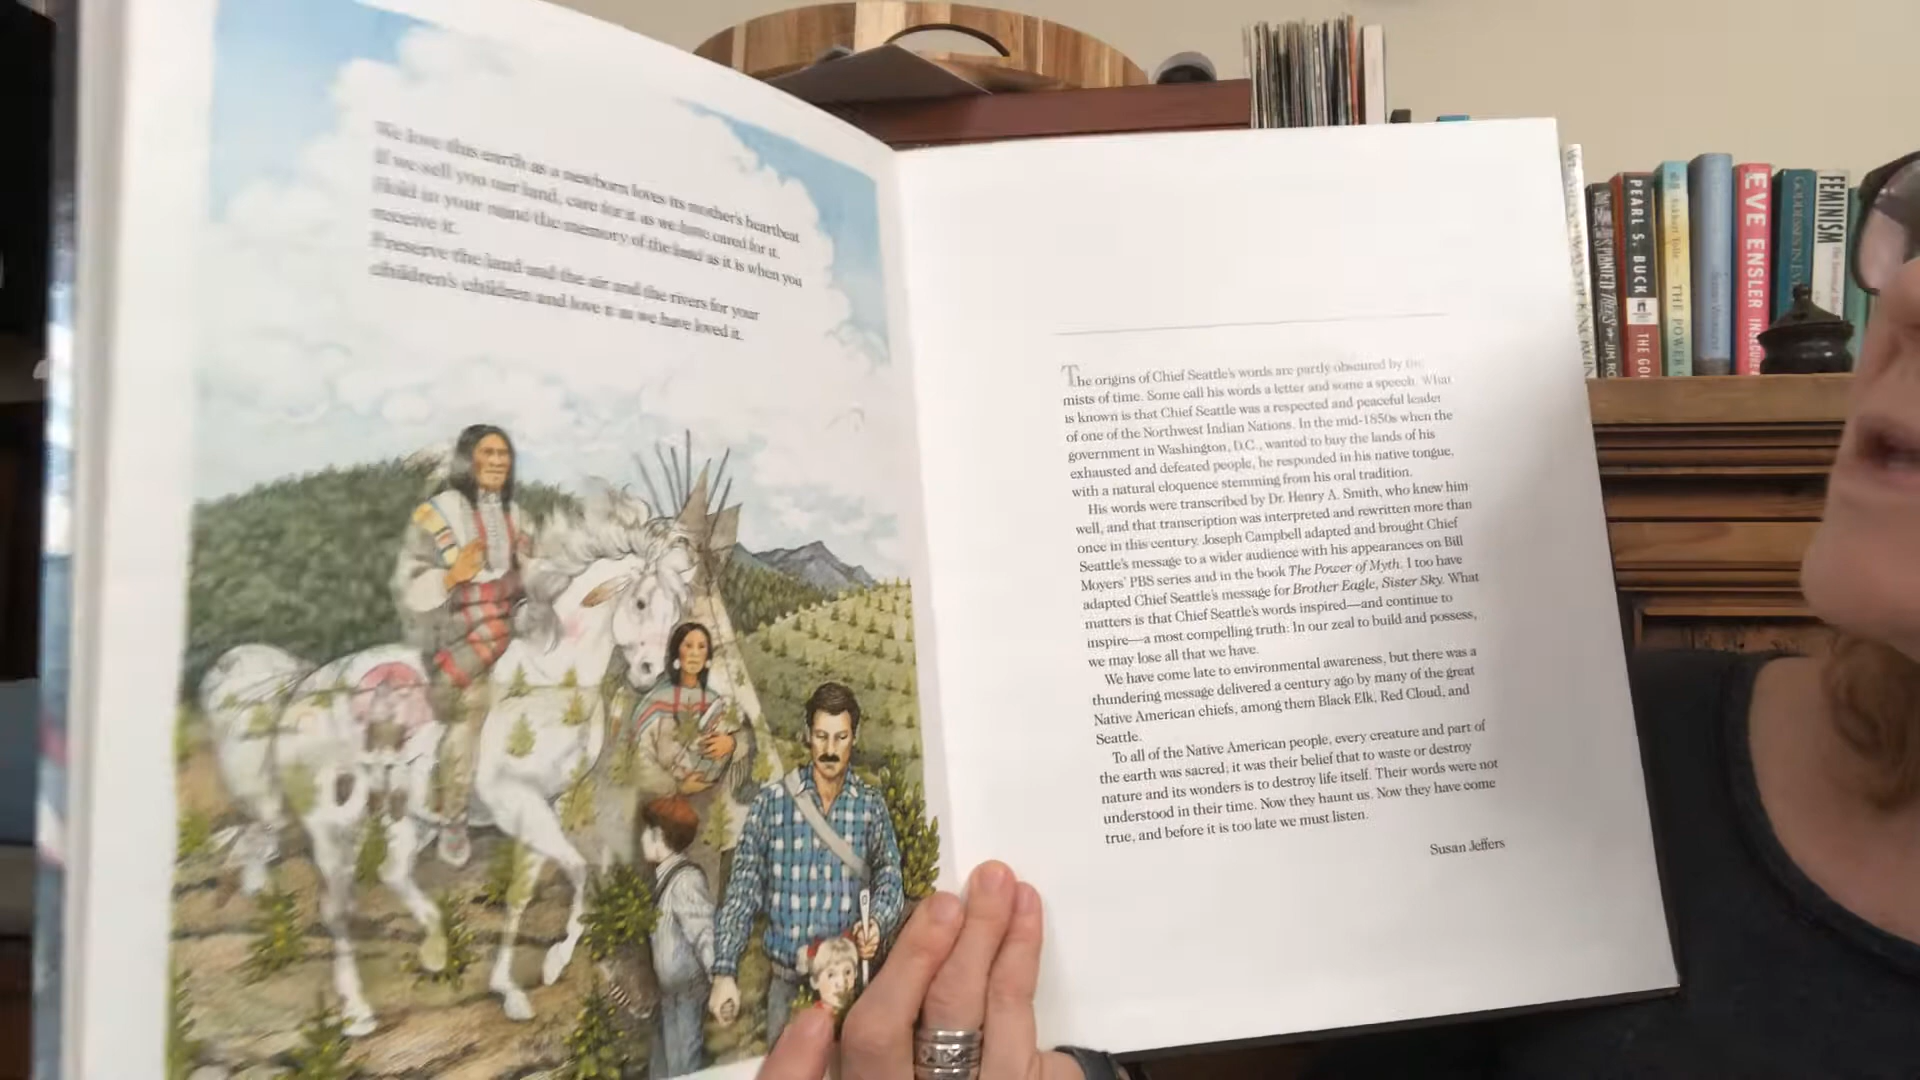 We love this earth as a newborn loves its mother's heartbeat
If we sell you our land, care for it as we have cared for it.
Hold in your mind the memory of the land as it is when you
receive it.
Preserve the land and the air and the rivers for your
children's children and love it as we have loved it.
The origins of Chief Seattle's words are partly obscured by the
mists of time. Some call his words a letter and some a speech. What
is known is that Chief Seattle was a respected and peaceful leader
of one of the Northwest Indian Nations. In the mid-1850s when the
government in Washington, D.C., wanted to buy the lands of his
exhausted and defeated people, he responded in his native tongue,
with a natural eloquence stemming from his oral tradition.
His words were transcribed by Dr. Henry A. Smith, who knew him
well, and that transcription was interpreted and rewritten more than
once in this century. Joseph Campbell adapted and brought Chief
Seattle's message to a wider audience with his appearances on Bill
Moyers' PBS series and in the book The Power of Myth. I too have
adapted Chief Seattle's message for Brother Eagle, Sister Sky. What
matters is that Chief Seattle's words inspired—and continue to
inspire—a most compelling truth: In our zeal to build and possess,
we may lose all that we have.
We have come late to environmental awareness, but there was a
thundering message delivered a century ago by many of the great
Native American chiefs, among them Black Elk, Red Cloud, and
Seattle.
To all of the Native American people, every creature and part of
the earth was sacred; it was their belief that to waste or destroy
nature and its wonders is to destroy life itself. Their words were not
understood in their time. Now they haunt us. Now they have come
true, and before it is too late we must listen.
Susan Jeffers
PLANTED TREES JIM RO
PEARL S. BUCK THE GOO
Eckhart Tolle — THE POWER O
EVE ENSLER INSECURE
GODDESSES IN EV
FEMINISM